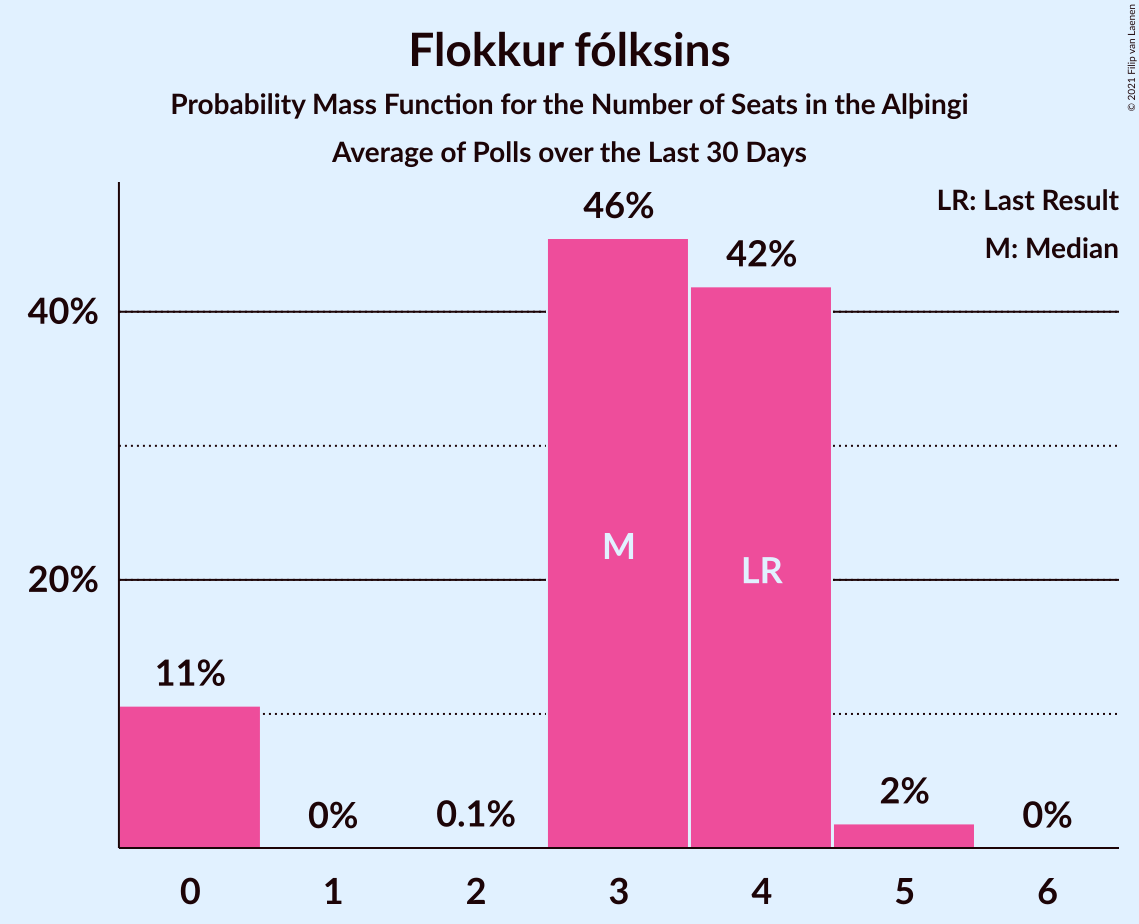 Flokkur fólksins
Probability Mass Function for the Number of Seats in the Alþingi
Average of Polls over the Last 30 Days
© 2021 Filip van Laenen
LR: Last Result
M: Median
46%
42%
40%
M
LR
20%
11%
0%
0.1%
2%
0%
0 1 2 3 4 5 6